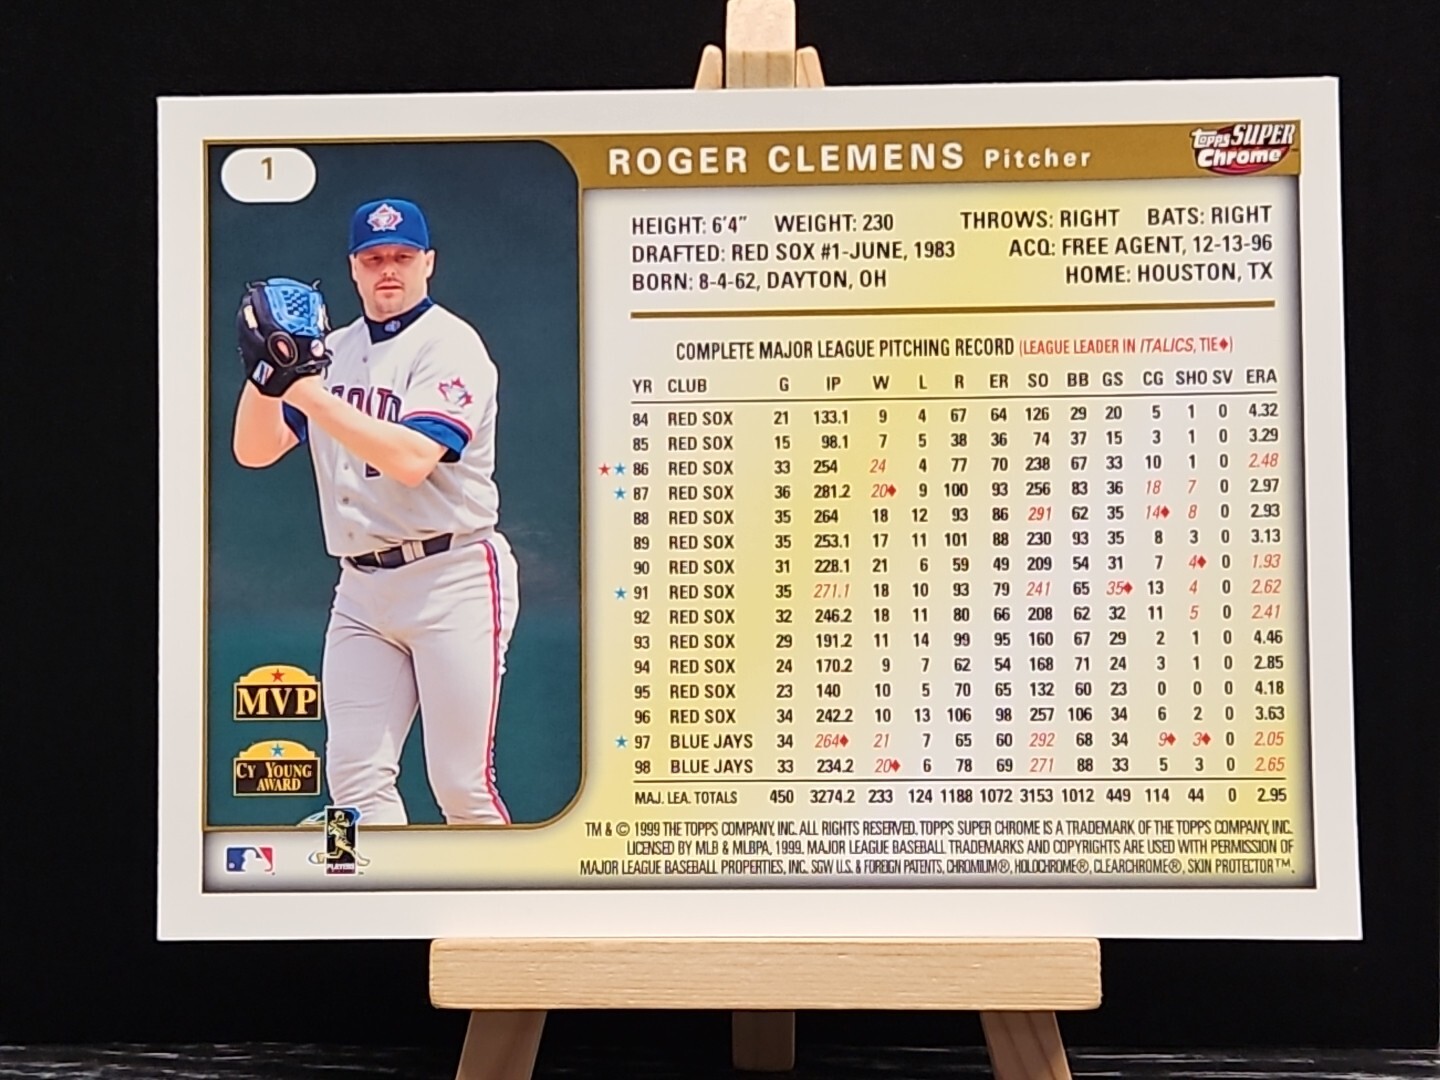 1
ROGER CLEMENS Pitcher
Topps SUPER Chrome
HEIGHT: 6'4" WEIGHT: 230 THROWS: RIGHT BATS: RIGHT
DRAFTED: RED SOX #1-JUNE, 1983 ACQ: FREE AGENT, 12-13-96
BORN: 8-4-62, DAYTON, OH HOME: HOUSTON, TX
COMPLETE MAJOR LEAGUE PITCHING RECORD (LEAGUE LEADER IN ITALICS, TIE♦)
YR CLUB G IP W L R ER SO BB GS CG SHO SV ERA
84 RED SOX 21 133.1 9 4 67 64 126 29 20 5 1 0 4.32
85 RED SOX 15 98.1 7 5 38 36 74 37 15 3 1 0 3.29
★★86 RED SOX 33 254 24 4 77 70 238 67 33 10 1 0 2.48
★87 RED SOX 36 281.2 20♦ 9 100 93 256 83 36 18 7 0 2.97
88 RED SOX 35 264 18 12 93 86 291 62 35 14♦ 8 0 2.93
89 RED SOX 35 253.1 17 11 101 88 230 93 35 8 3 0 3.13
90 RED SOX 31 228.1 21 6 59 49 209 54 31 7 4♦ 0 1.93
★91 RED SOX 35 271.1 18 10 93 79 241 65 35♦ 13 4 0 2.62
92 RED SOX 32 246.2 18 11 80 66 208 62 32 11 5 0 2.41
93 RED SOX 29 191.2 11 14 99 95 160 67 29 2 1 0 4.46
94 RED SOX 24 170.2 9 7 62 54 168 71 24 3 1 0 2.85
95 RED SOX 23 140 10 5 70 65 132 60 23 0 0 0 4.18
96 RED SOX 34 242.2 10 13 106 98 257 106 34 6 2 0 3.63
★97 BLUE JAYS 34 264♦ 21 7 65 60 292 68 34 9♦ 3♦ 0 2.05
98 BLUE JAYS 33 234.2 20♦ 6 78 69 271 88 33 5 3 0 2.65
MAJ. LEA. TOTALS 450 3274.2 233 124 1188 1072 3153 1012 449 114 44 0 2.95
MVP
CY YOUNG
AWARD
TM & © 1999 THE TOPPS COMPANY, INC. ALL RIGHTS RESERVED. TOPPS SUPER CHROME IS A TRADEMARK OF THE TOPPS COMPANY, INC.
LICENSED BY MLB & MLBPA, 1999. MAJOR LEAGUE BASEBALL TRADEMARKS AND COPYRIGHTS ARE USED WITH PERMISSION OF
MAJOR LEAGUE BASEBALL PROPERTIES, INC. SGW U.S. & FOREIGN PATENTS, CHROMIUM®, HOLOCHROME®, CLEARCHROME®, SKIN PROTECTOR™.